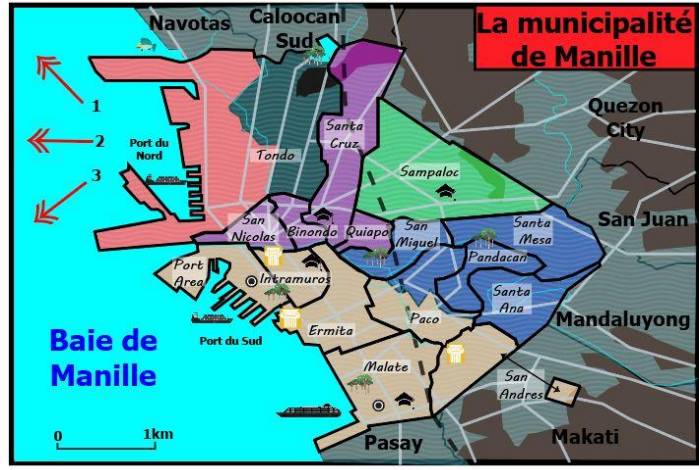 La municipalité
de Manille
Navotas
Caloocan
Sud
Quezon
City
1
2
3
Port du
Nord
Tondo
Santa
Cruz
Sampaloc
San Juan
San
Nicolas
Binondo
Quiapo
San
Miguel
Santa
Mesa
Pandacan
Port
Area
Intramuros
Santa
Ana
Mandaluyong
Ermita
Paco
Port du Sud
Baie de
Manille
Malate
San
Andres
0 1km
Pasay
Makati